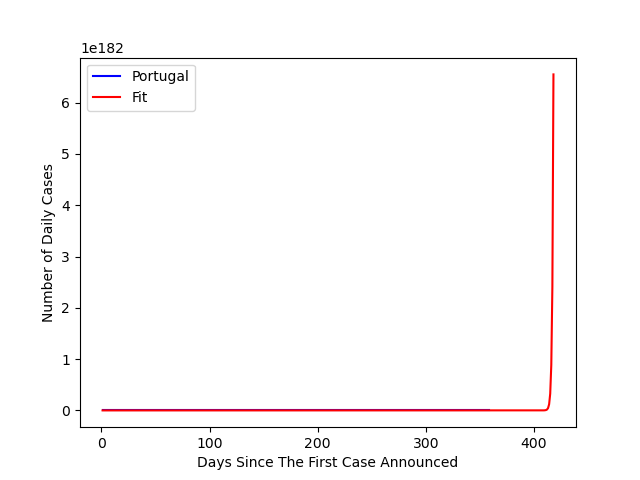 1e182
Portugal
Fit
6
5
4
3
2
1
0
Number of Daily Cases
0 100 200 300 400
Days Since The First Case Announced